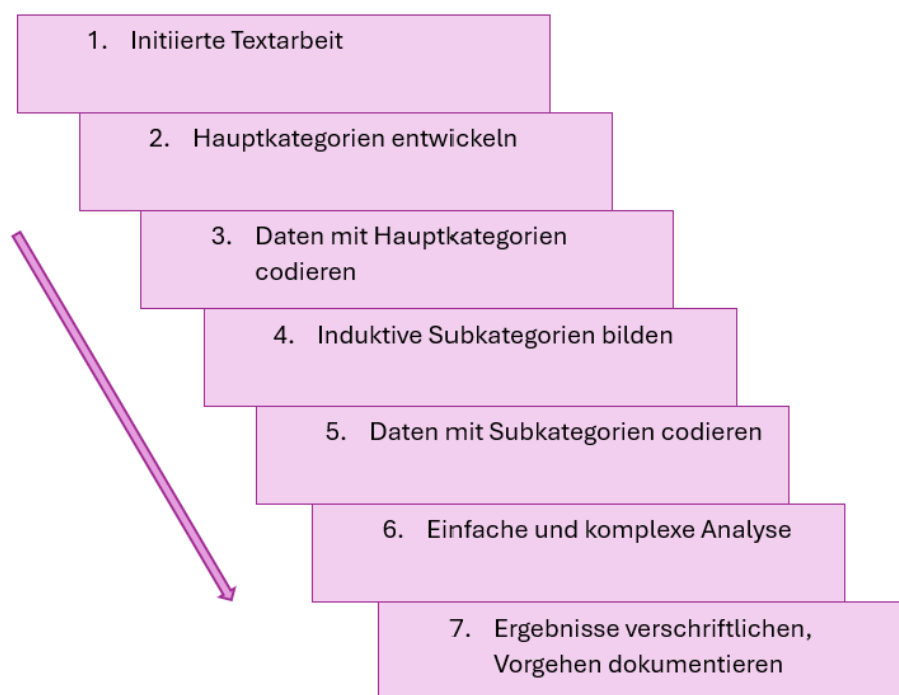 1. Initiierte Textarbeit
2. Hauptkategorien entwickeln
3. Daten mit Hauptkategorien
codieren
4. Induktive Subkategorien bilden
5. Daten mit Subkategorien codieren
6. Einfache und komplexe Analyse
7. Ergebnisse verschriftlichen,
Vorgehen dokumentieren